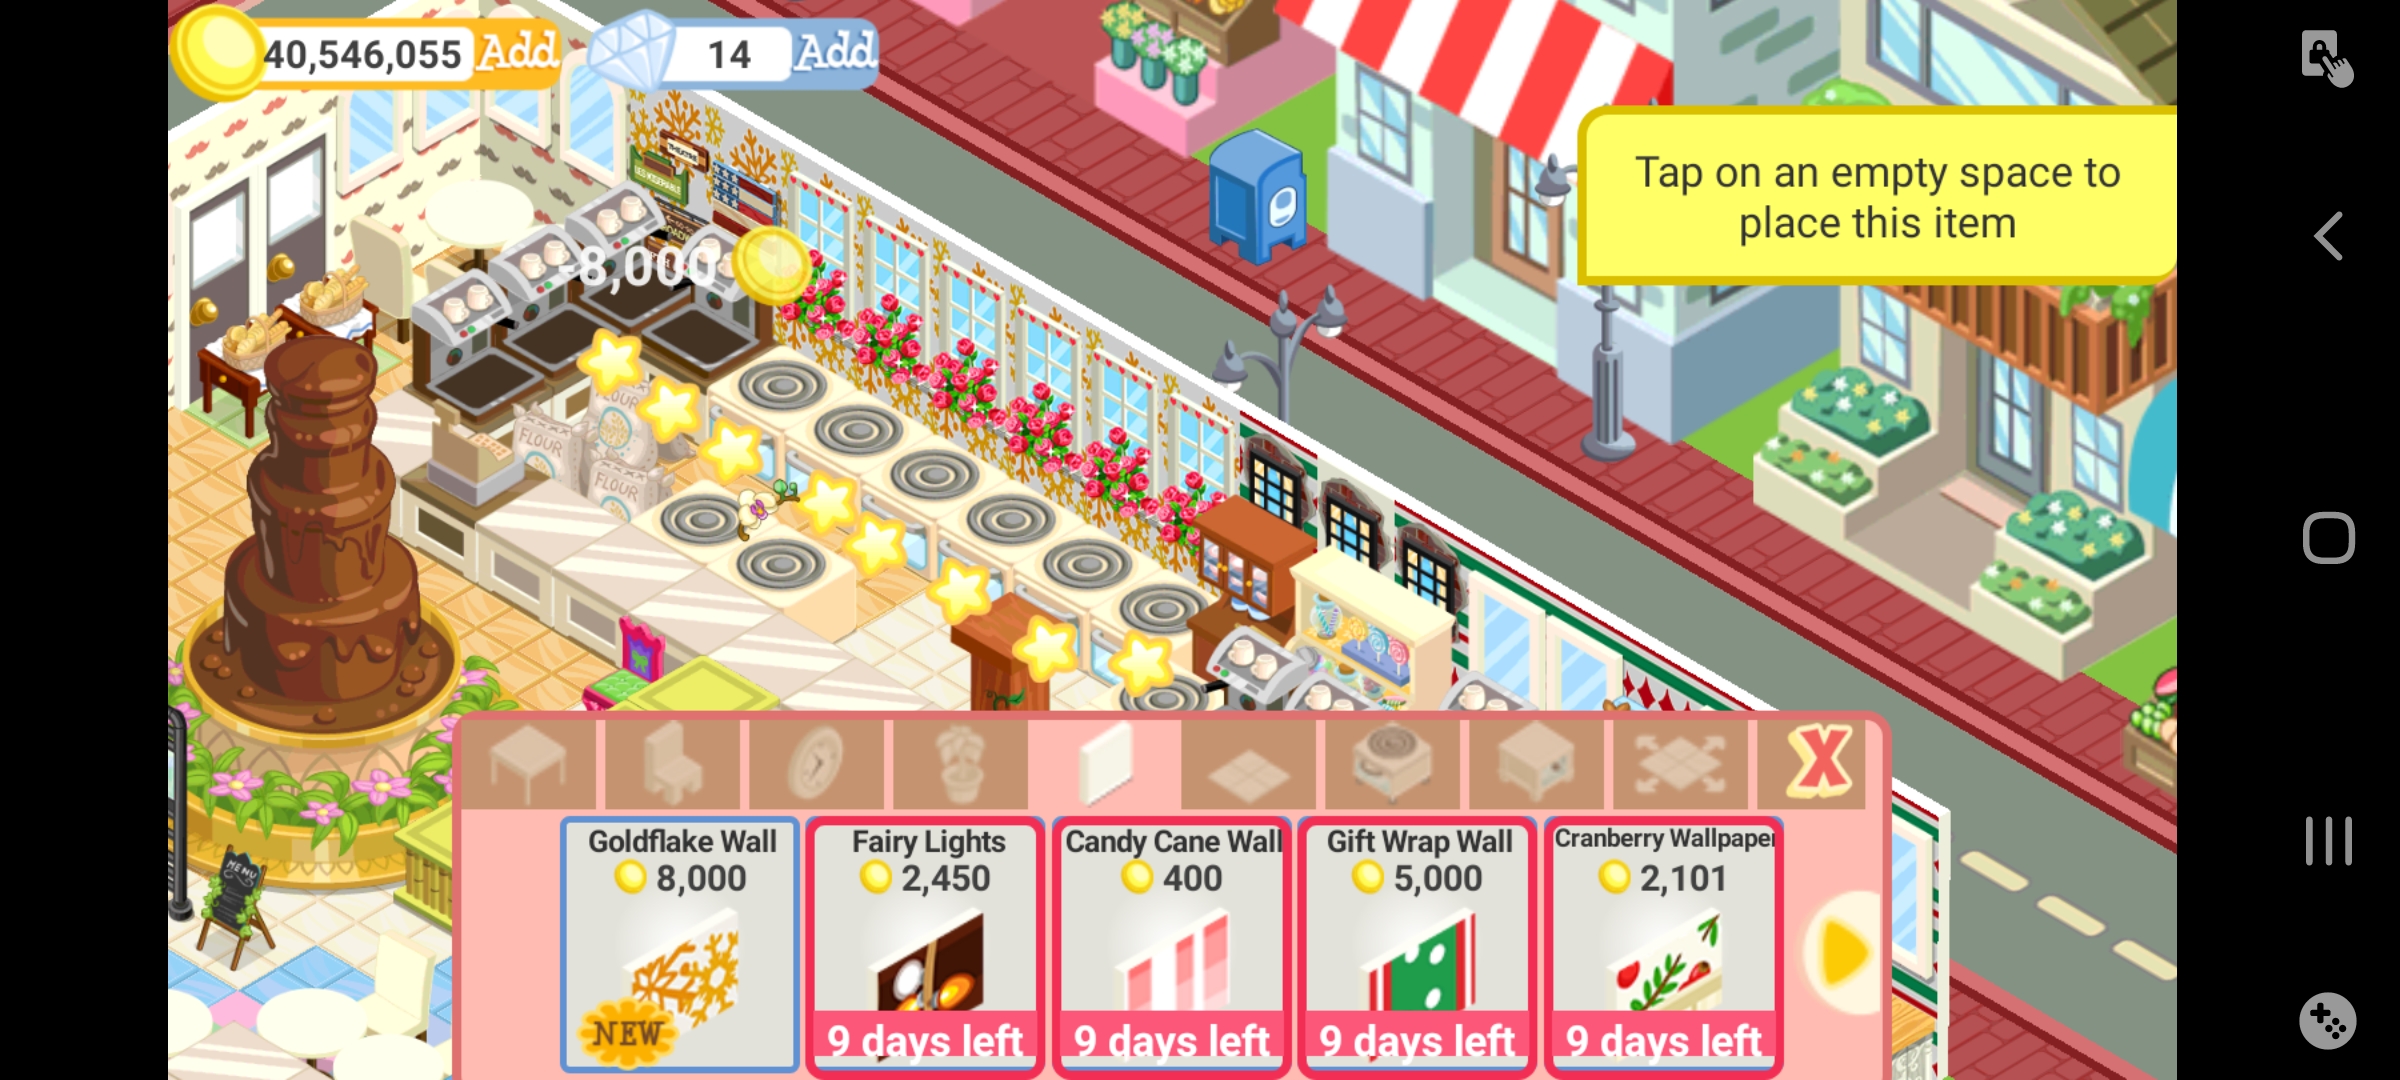 40,546,055 Add
14 Add
Tap on an empty space to
place this item
-8,000
FLOUR
FLOUR
MENU
Goldflake Wall
8,000
NEW
Fairy Lights
2,450
9 days left
Candy Cane Wall
400
9 days left
Gift Wrap Wall
5,000
9 days left
Cranberry Wallpaper
2,101
9 days left